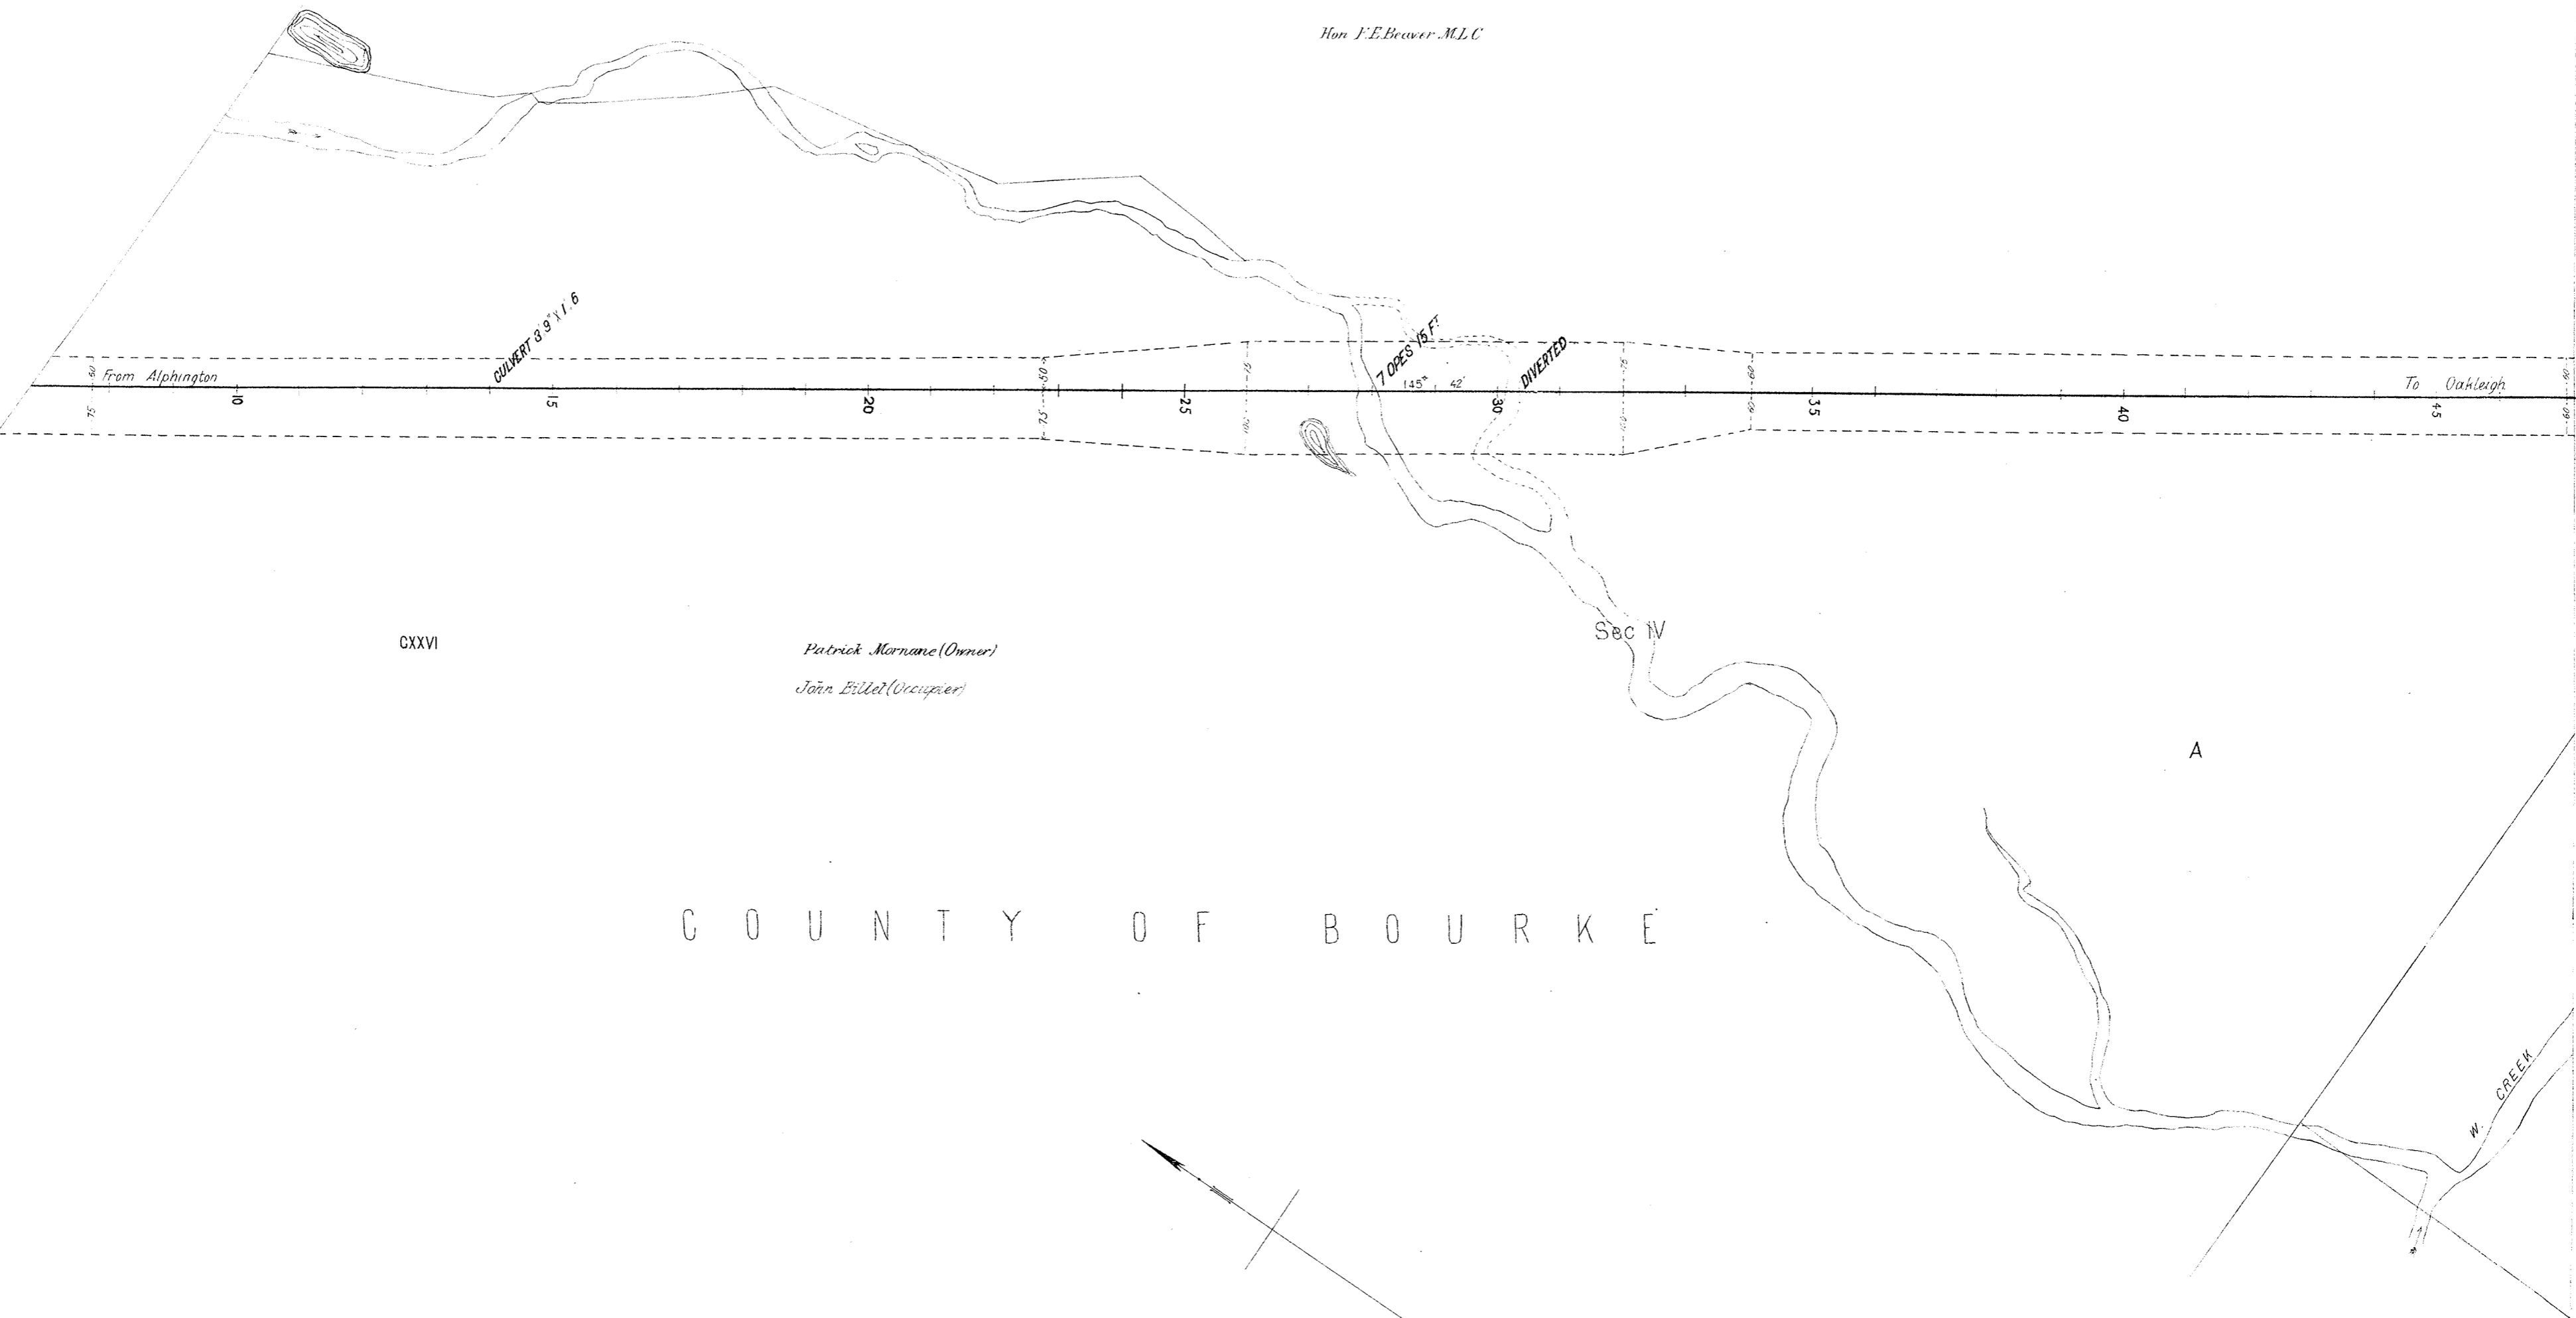 Hon F.E.Beaver M.L.C
CULVERT 3'9" X 1'.6
7 OPES 15 FT
DIVERTED
From Alphington
145° 42'
To Oakleigh
10 15 20 25 30 35 40 45
Sec IV
CXXVI
Patrick Mornane (Owner)
John Billet (Occupier)
A
COUNTY OF BOURKE
W. CREEK